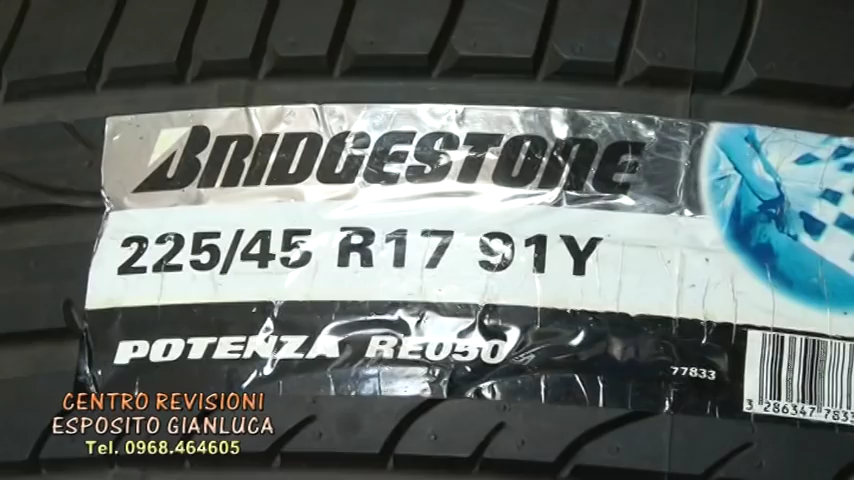 BRIDGESTONE
225/45 R17 91Y
POTENZA RE050
77833
3 286347 7833
CENTRO REVISIONI
ESPOSITO GIANLUCA
Tel. 0968.464605